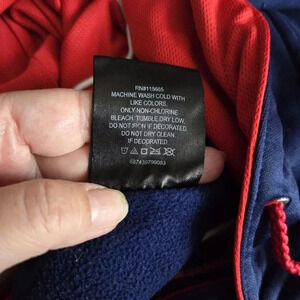 RN#115665
MACHINE WASH COLD WITH
LIKE COLORS.
ONLY NON-CHLORINE
BLEACH. TUMBLE DRY LOW.
DO NOT IRON IF DECORATED.
DO NOT DRY CLEAN
IF DECORATED